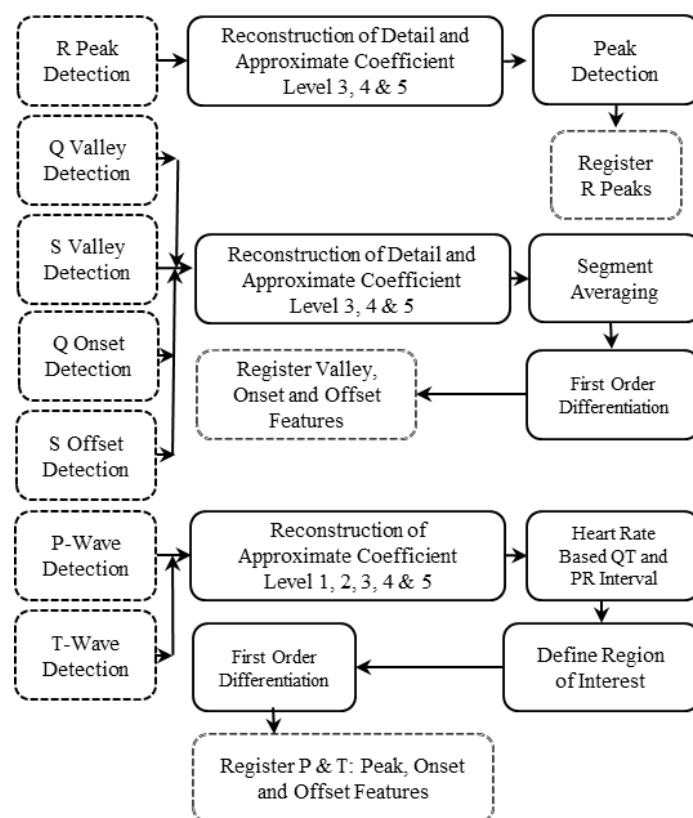 R Peak
Detection
Reconstruction of Detail and
Approximate Coefficient
Level 3, 4 & 5
Peak
Detection
Register
R Peaks
Q Valley
Detection
S Valley
Detection
Q Onset
Detection
S Offset
Detection
Reconstruction of Detail and
Approximate Coefficient
Level 3, 4 & 5
Segment
Averaging
First Order
Differentiation
Register Valley,
Onset and Offset
Features
P-Wave
Detection
T-Wave
Detection
Reconstruction of
Approximate Coefficient
Level 1, 2, 3, 4 & 5
Heart Rate
Based QT and
PR Interval
Define Region
of Interest
First Order
Differentiation
Register P & T: Peak, Onset
and Offset Features